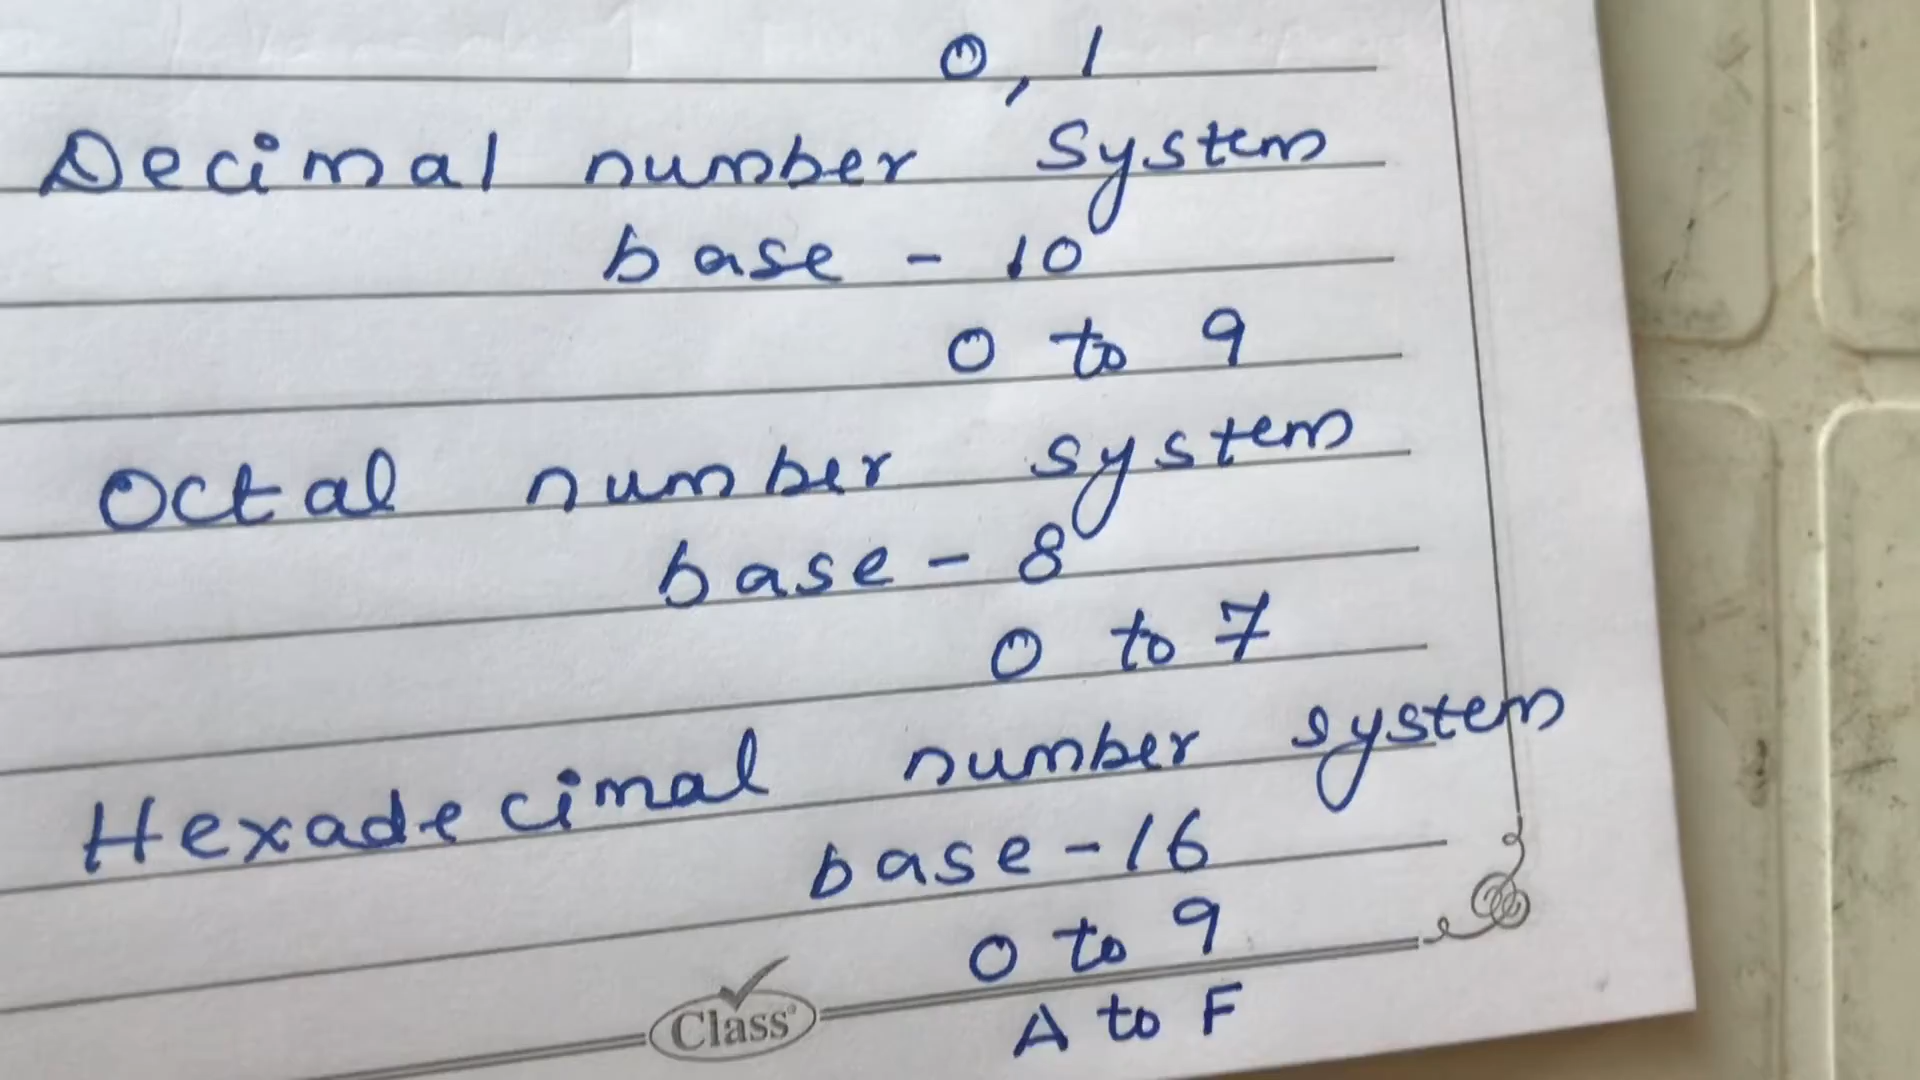 0, 1
Decimal number system
base - 10
0 to 9
Octal number system
base - 8
0 to 7
Hexadecimal number system
base - 16
0 to 9
A to F
Class